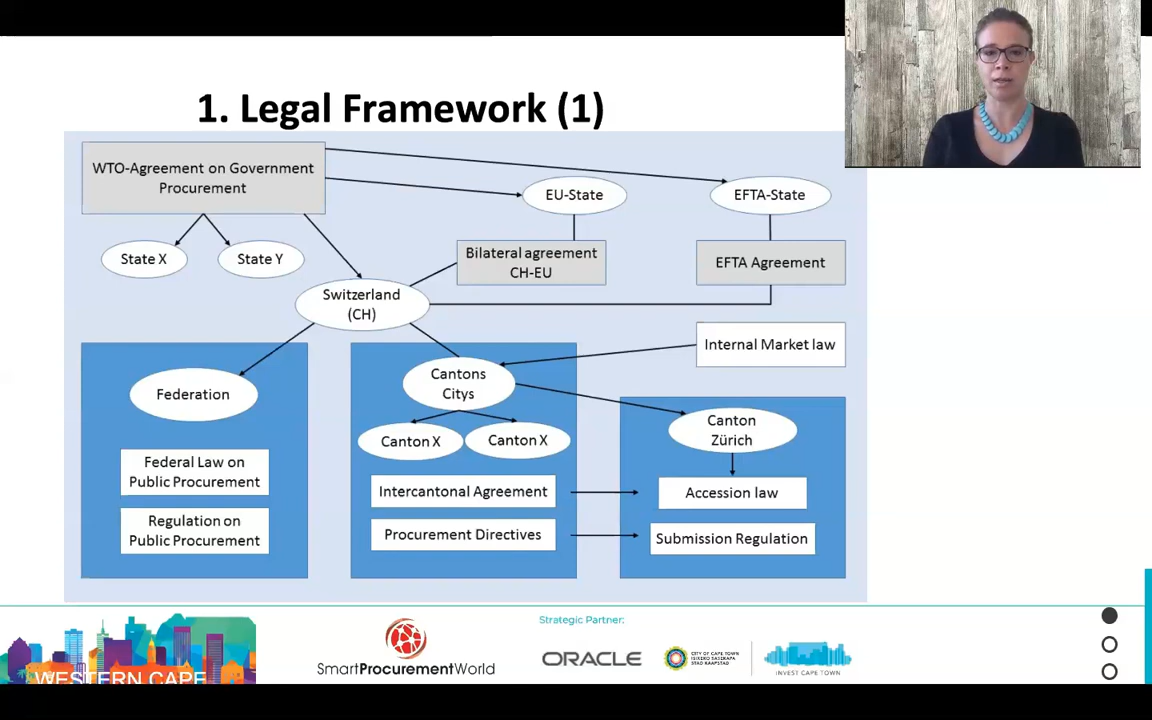 1. Legal Framework (1)
WTO-Agreement on Government
Procurement
EU-State
EFTA-State
State X
State Y
Bilateral agreement
CH-EU
EFTA Agreement
Switzerland
(CH)
Internal Market law
Federation
Cantons
Citys
Canton X
Canton X
Canton
Zürich
Federal Law on
Public Procurement
Intercantonal Agreement
Accession law
Regulation on
Public Procurement
Procurement Directives
Submission Regulation
WESTERN CAPE
SmartProcurementWorld
Strategic Partner:
ORACLE
CITY OF CAPE TOWN
ISIXEKO SASEKAPA
STAD KAAPSTAD
INVEST CAPE TOWN